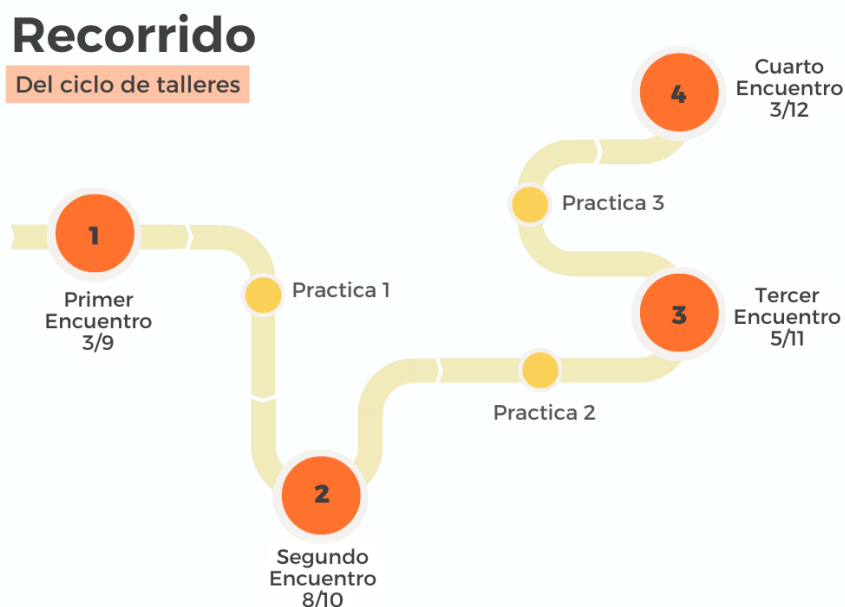 Recorrido
Del ciclo de talleres
1
Primer
Encuentro
3/9
Practica 1
2
Segundo
Encuentro
8/10
Practica 2
3
Tercer
Encuentro
5/11
Practica 3
4
Cuarto
Encuentro
3/12